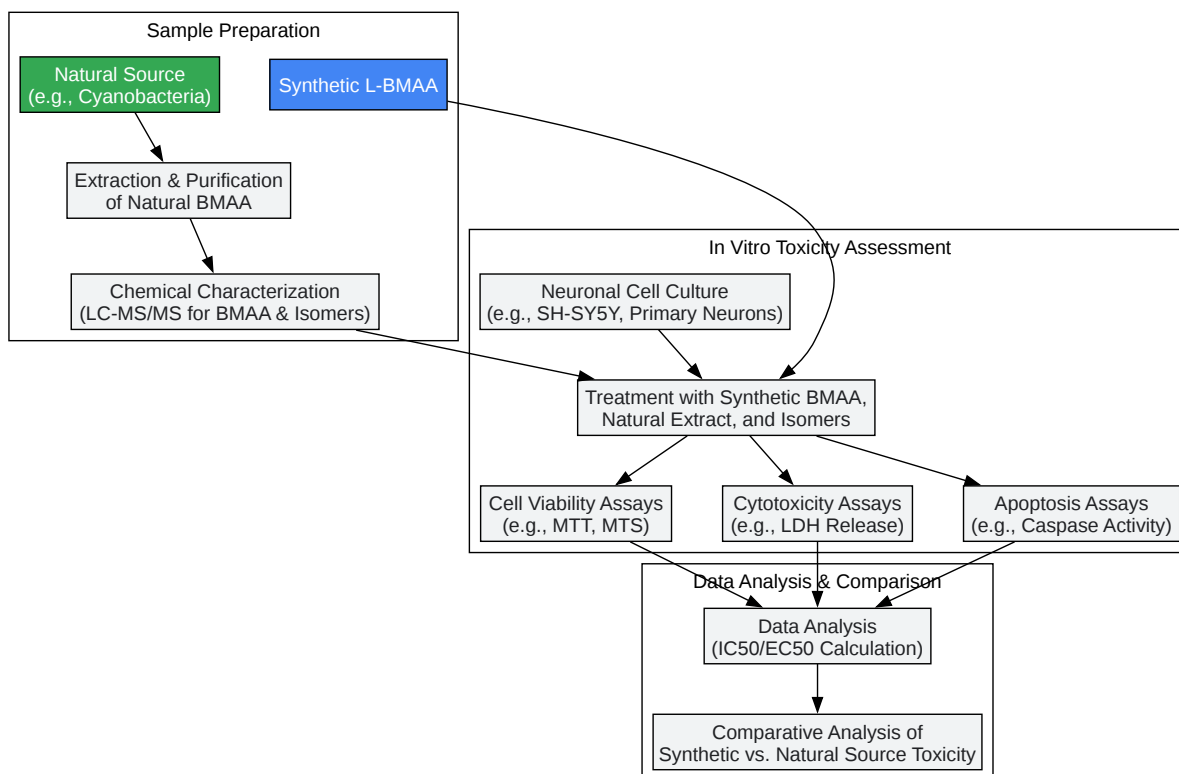 Sample Preparation
Natural Source
(e.g., Cyanobacteria)
Synthetic L-BMAA
Extraction & Purification
of Natural BMAA
Chemical Characterization
(LC-MS/MS for BMAA & Isomers)
In Vitro Toxicity Assessment
Neuronal Cell Culture
(e.g., SH-SY5Y, Primary Neurons)
Treatment with Synthetic BMAA,
Natural Extract, and Isomers
Cell Viability Assays
(e.g., MTT, MTS)
Cytotoxicity Assays
(e.g., LDH Release)
Apoptosis Assays
(e.g., Caspase Activity)
Data Analysis & Comparison
Data Analysis
(IC50/EC50 Calculation)
Comparative Analysis of
Synthetic vs. Natural Source Toxicity